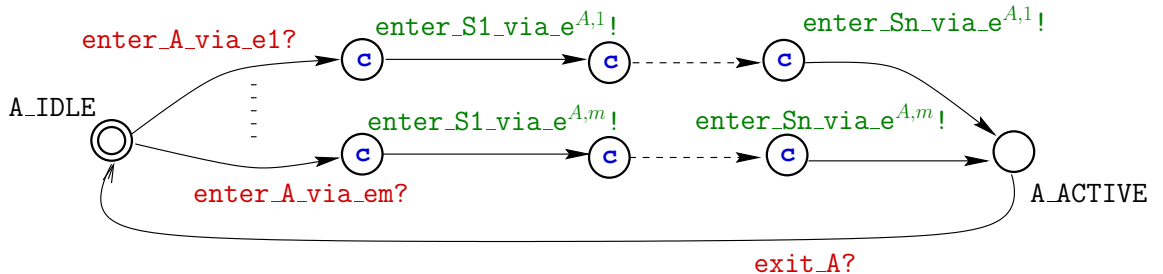 enter_A_via_e1?
enter_S1_via_e^{A,1}!
enter_Sn_via_e^{A,1}!
c
c
c
A_IDLE
enter_S1_via_e^{A,m}!
enter_Sn_via_e^{A,m}!
c
c
c
enter_A_via_em?
A_ACTIVE
exit_A?